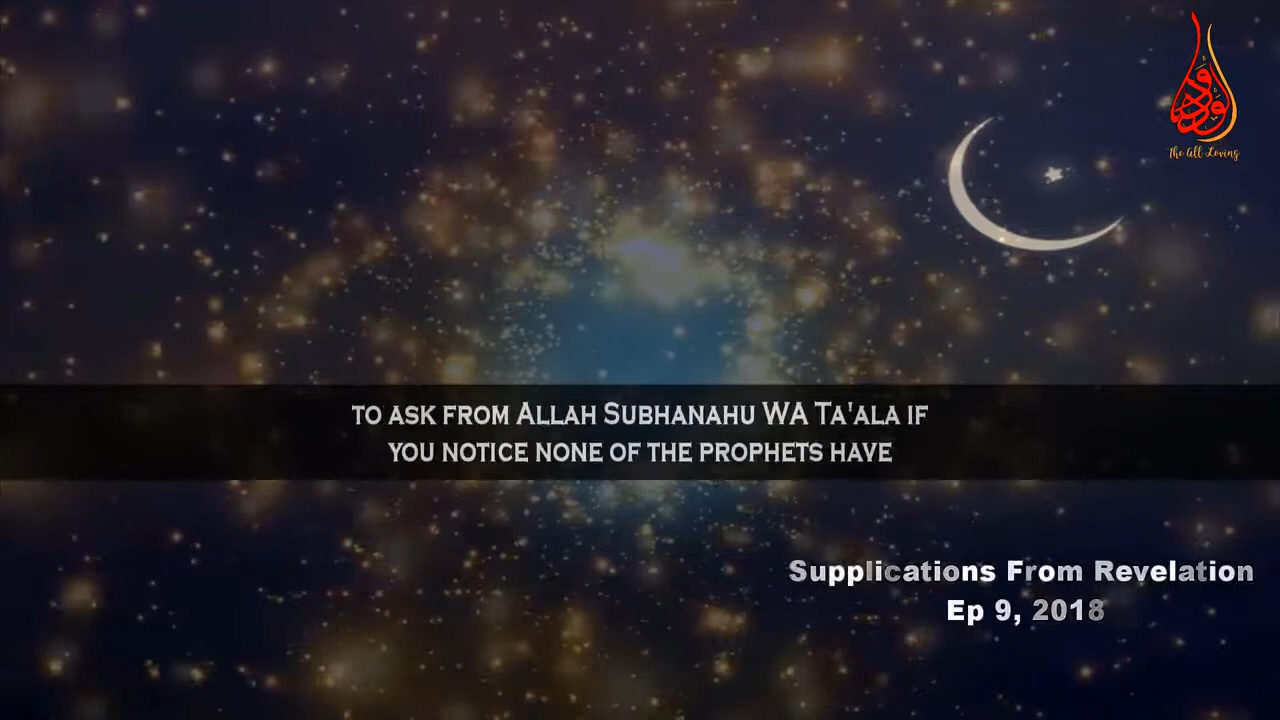 الودود
The All Loving
TO ASK FROM ALLAH SUBHANAHU WA TA'ALA IF
YOU NOTICE NONE OF THE PROPHETS HAVE
Supplications From Revelation
Ep 9, 2018